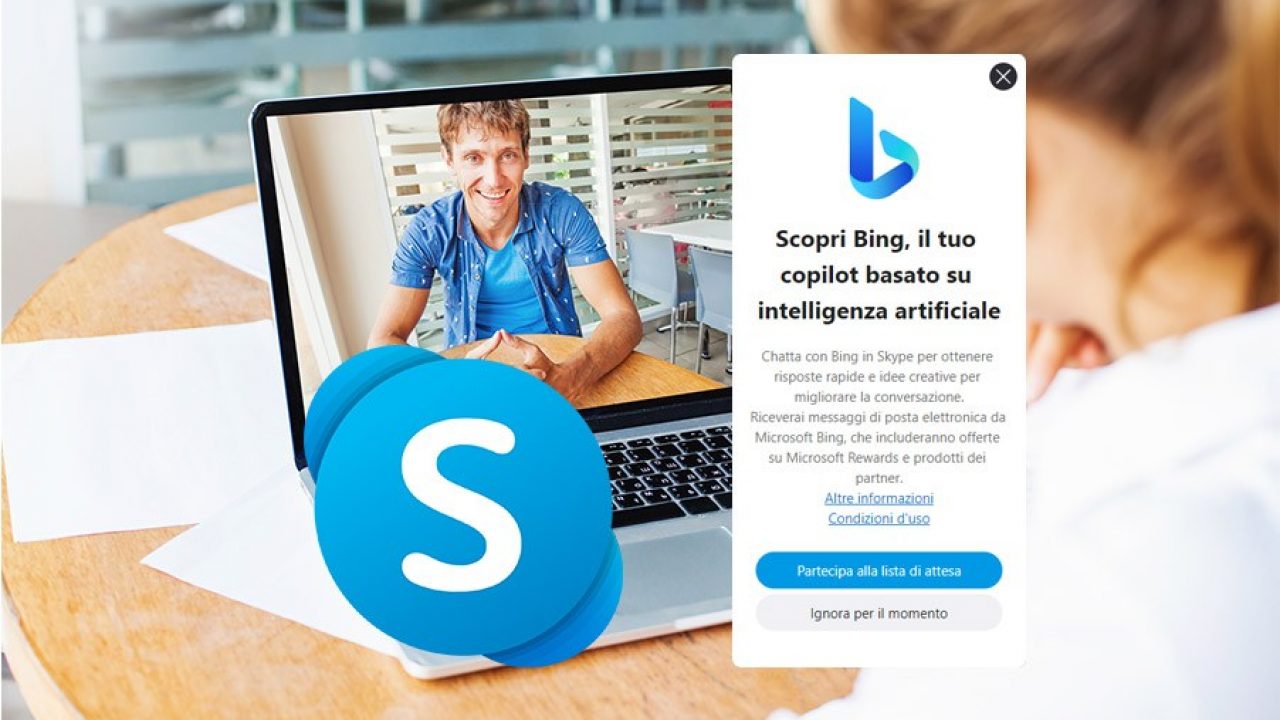 Scopri Bing, il tuo
copilot basato su
intelligenza artificiale
Chatta con Bing in Skype per ottenere
risposte rapide e idee creative per
migliorare la conversazione.
Riceverai messaggi di posta elettronica da
Microsoft Bing, che includeranno offerte
su Microsoft Rewards e prodotti dei
partner.
Altre informazioni
Condizioni d'uso
Partecipa alla lista di attesa
Ignora per il momento
S